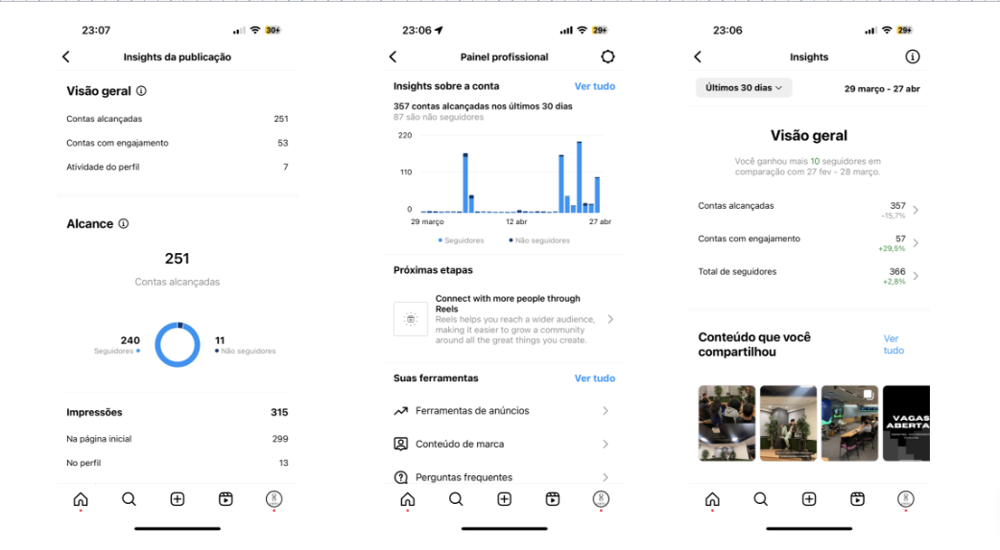 23:07
30
Insights da publicação
Visão geral
Contas alcançadas 251
Contas com engajamento 53
Atividade do perfil 7
Alcance
251
Contas alcançadas
240
Seguidores
11
Não seguidores
Impressões 315
Na página inicial 299
No perfil 13
23:06
29
Painel profissional
Insights sobre a conta Ver tudo
357 contas alcançadas nos últimos 30 dias
87 são não seguidores
220
110
0
29 março 12 abr 27 abr
Seguidores Não seguidores
Próximas etapas
Connect with more people through
Reels
Reels helps you reach a wider audience,
making it easier to grow a community
around all the great things you create.
Suas ferramentas Ver tudo
Ferramentas de anúncios
Conteúdo de marca
Perguntas frequentes
23:06
29
Insights
Últimos 30 dias 29 março - 27 abr
Visão geral
Você ganhou mais 10 seguidores em
comparação com 27 fev - 28 março.
Contas alcançadas 357
-15,7%
Contas com engajamento 57
+29,5%
Total de seguidores 366
+2,8%
Conteúdo que você
compartilhou
Ver
tudo
VAGAS
ABERTA